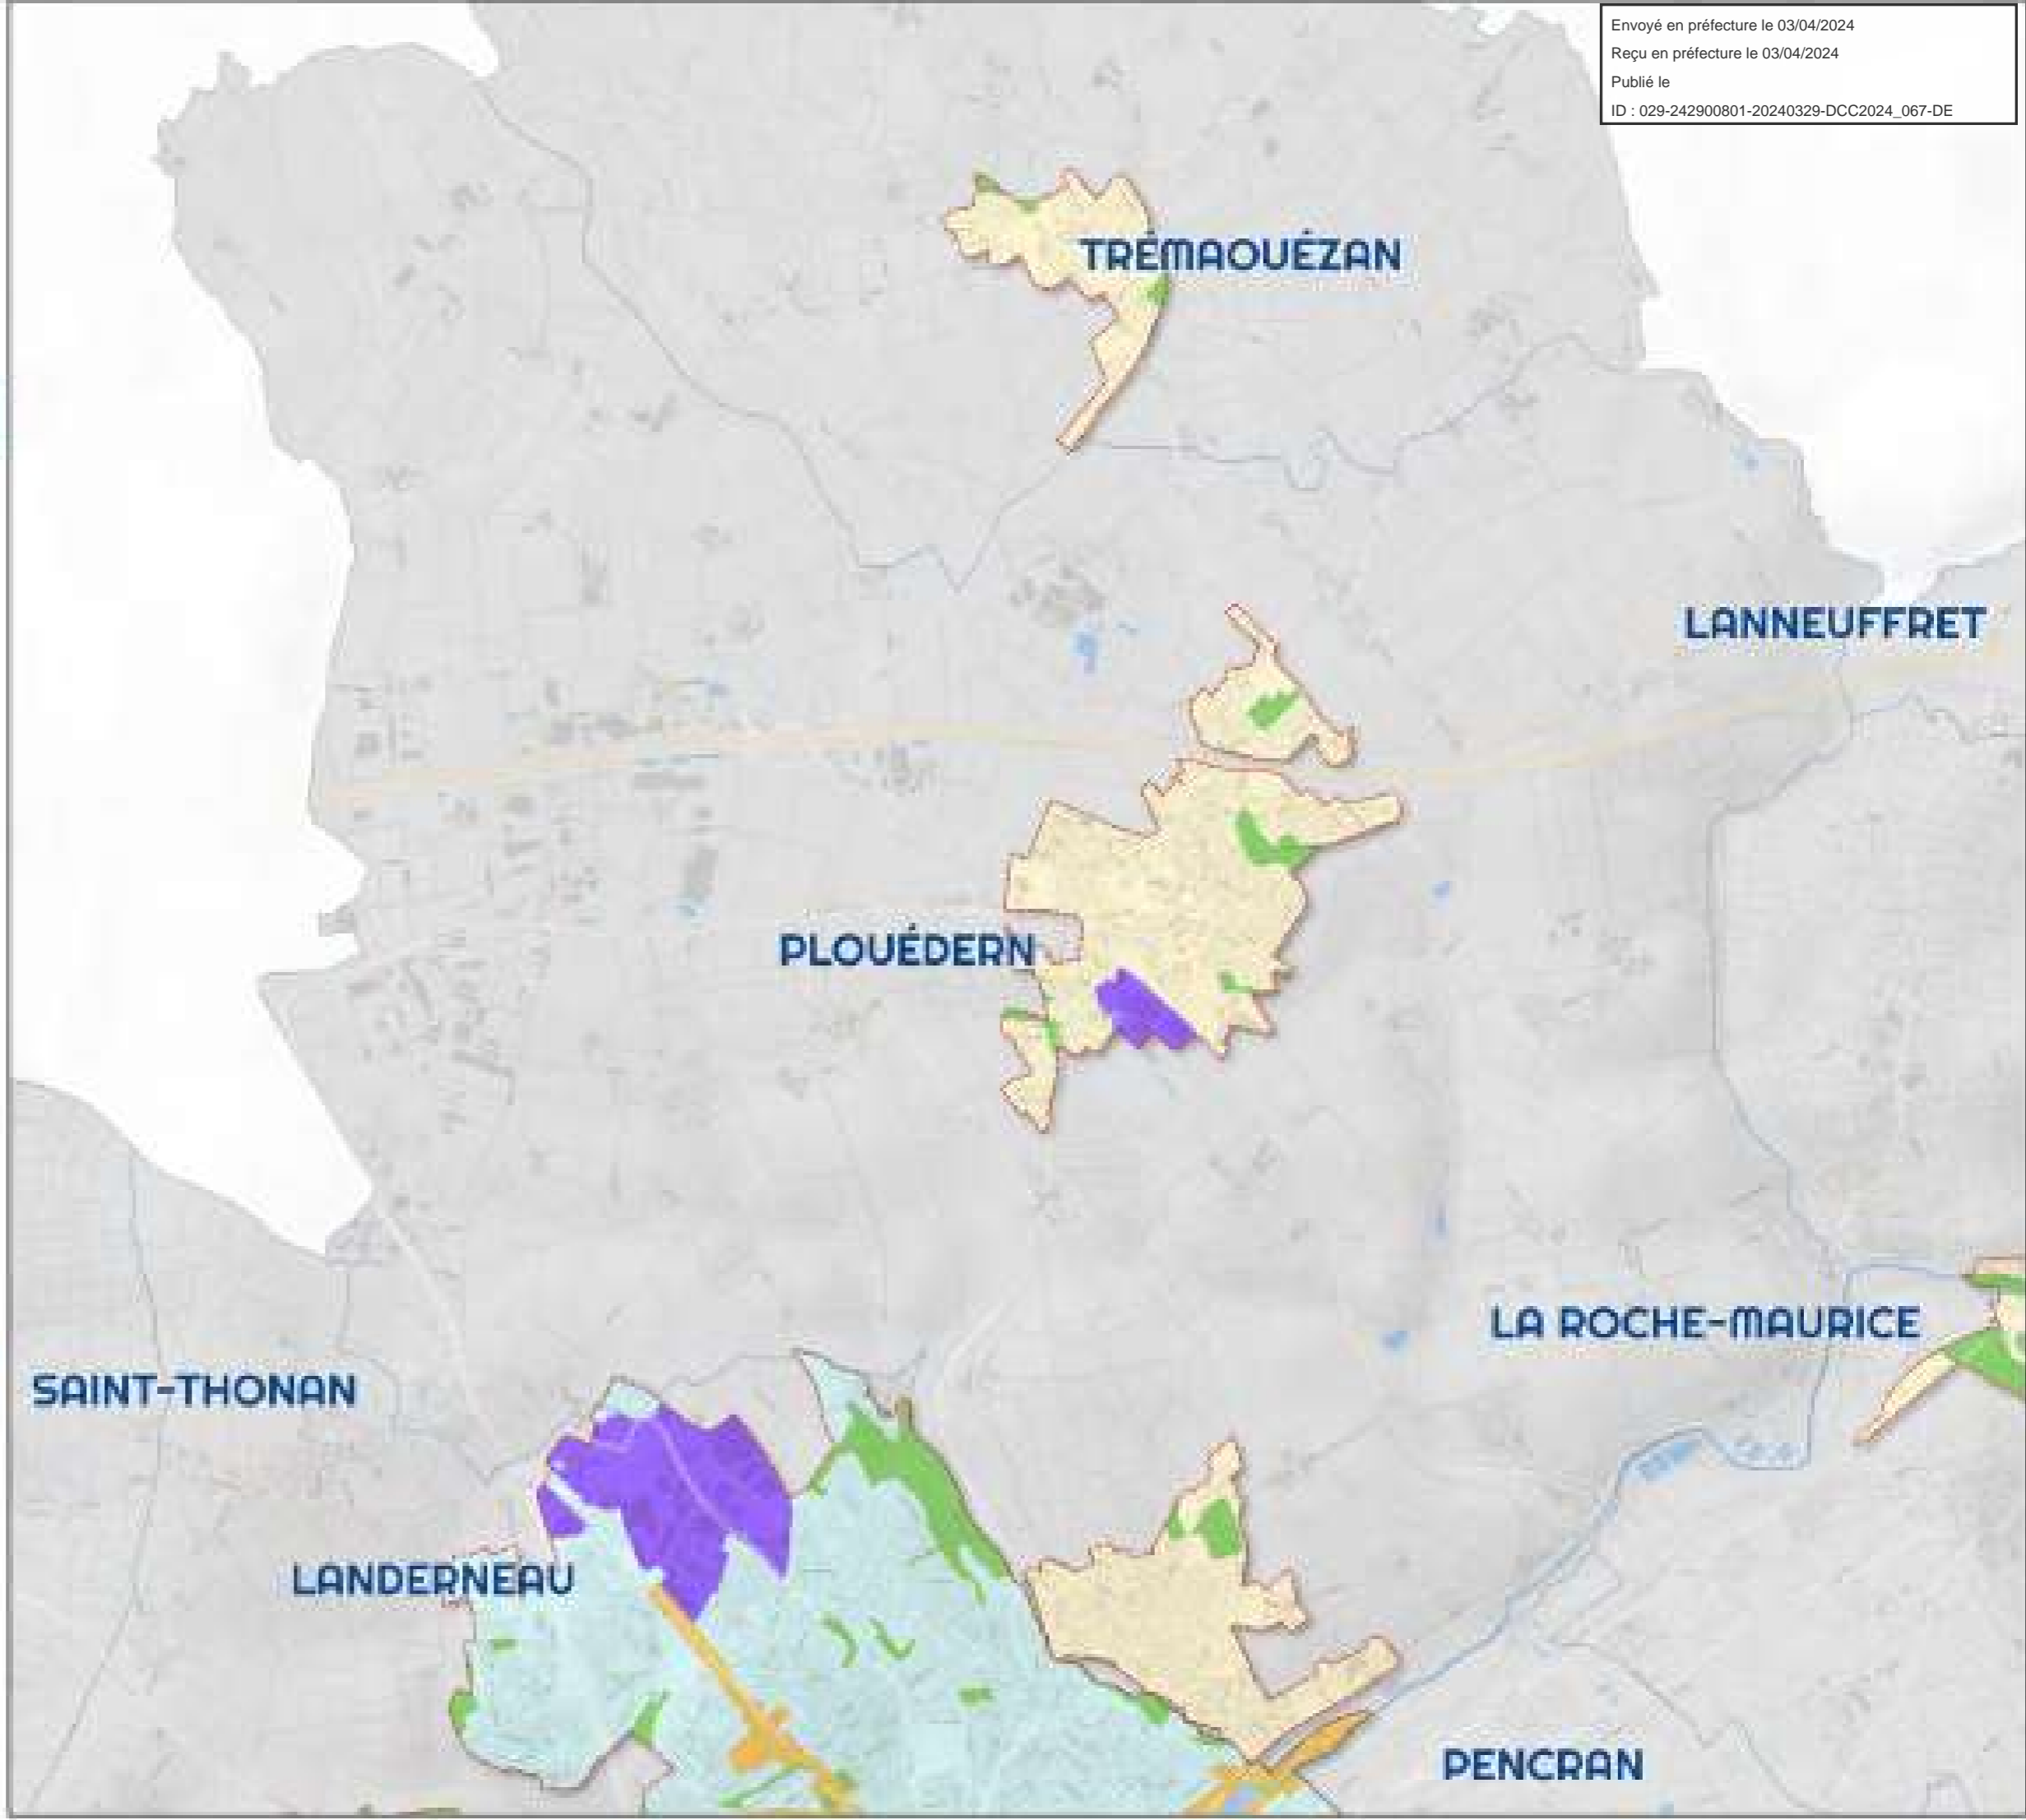 Envoyé en préfecture le 03/04/2024
Reçu en préfecture le 03/04/2024
Publié le
ID : 029-242900801-20240329-DCC2024_067-DE
TRÉMAOUÉZAN
LANNEUFFRET
PLOUÉDERN
LA ROCHE-MAURICE
SAINT-THONAN
LANDERNEAU
PENCRAN